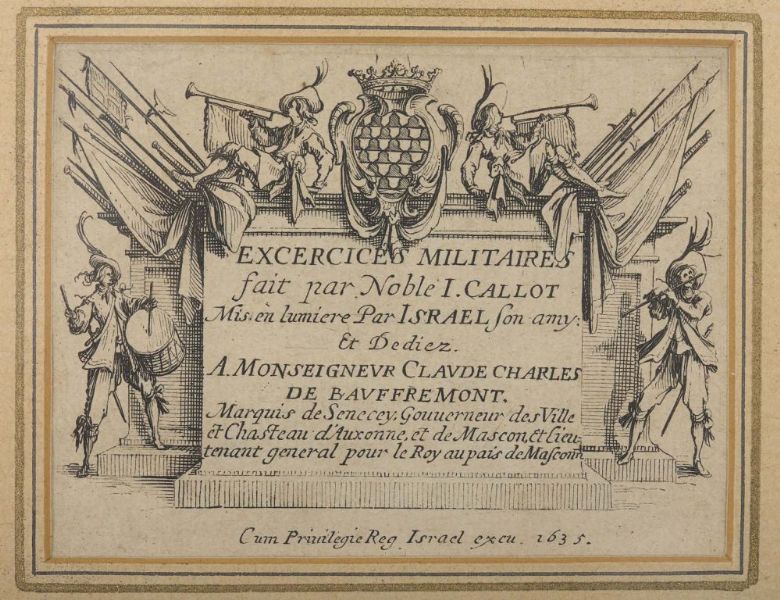 EXCERCICES MILITAIRES
fait par Noble I. CALLOT
Mis en lumiere Par ISRAEL son amy:
Et Dediez.
A. MONSEIGNEVR CLAVDE CHARLES
DE BAVFFREMONT.
Marquis de Senecey, Gouuerneur des Ville
et Chasteau d'Auxonne, et de Mascon, et Lieu-
tenant general pour le Roy au pais de Masconn
Cum Priuilegie Reg. Israel excu. 1635.